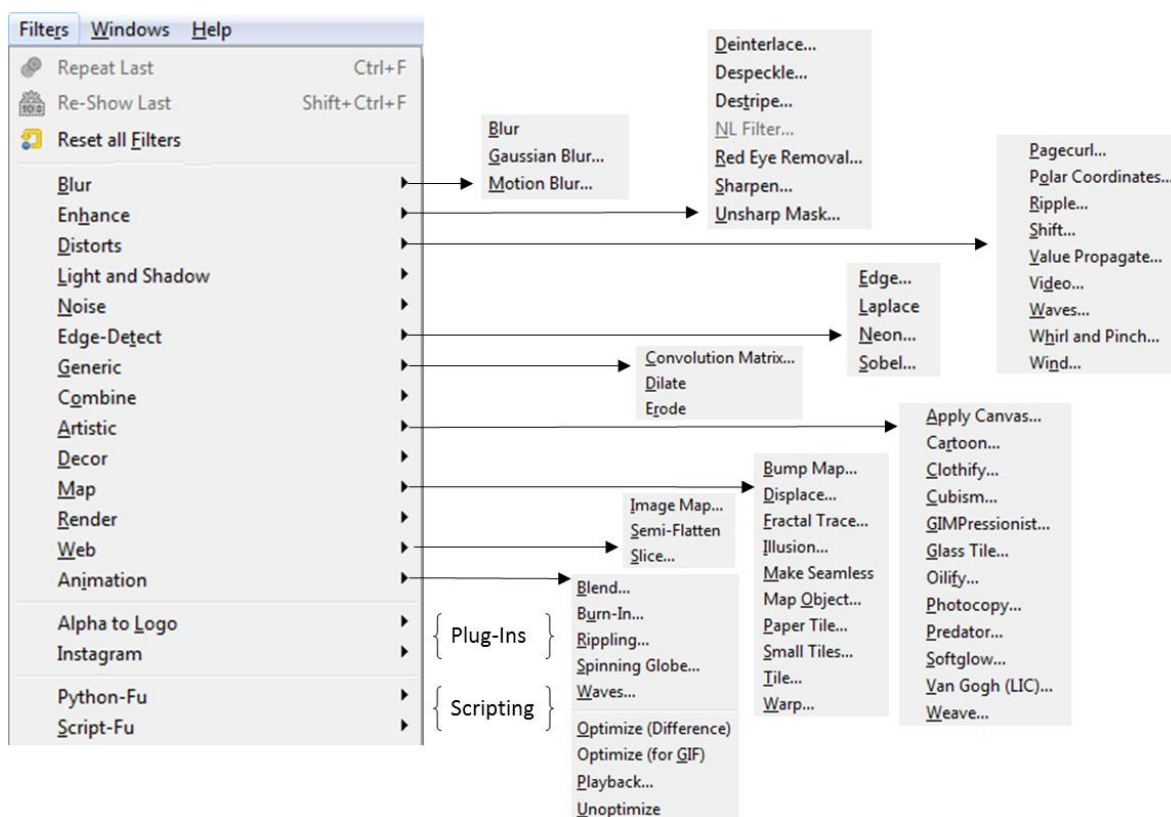 Filters Windows Help
Repeat Last Ctrl+F
Re-Show Last Shift+Ctrl+F
Reset all Filters
Blur
Enhance
Distorts
Light and Shadow
Noise
Edge-Detect
Generic
Combine
Artistic
Decor
Map
Render
Web
Animation
Alpha to Logo
Instagram
Python-Fu
Script-Fu
Blur
Gaussian Blur...
Motion Blur...
Deinterlace...
Despeckle...
Destripe...
NL Filter...
Red Eye Removal...
Sharpen...
Unsharp Mask...
Pagecurl...
Polar Coordinates...
Ripple...
Shift...
Value Propagate...
Video...
Waves...
Whirl and Pinch...
Wind...
Edge...
Laplace
Neon...
Sobel...
Convolution Matrix...
Dilate
Erode
Apply Canvas...
Cartoon...
Clothify...
Cubism...
GIMPressionist...
Glass Tile...
Oilify...
Photocopy...
Predator...
Softglow...
Van Gogh (LIC)...
Weave...
Bump Map...
Displace...
Fractal Trace...
Illusion...
Make Seamless
Map Object...
Paper Tile...
Small Tiles...
Tile...
Warp...
Image Map...
Semi-Flatten
Slice...
Blend...
Burn-In...
Rippling...
Spinning Globe...
Waves...
Optimize (Difference)
Optimize (for GIF)
Playback...
Unoptimize
{ Plug-Ins }
{ Scripting }